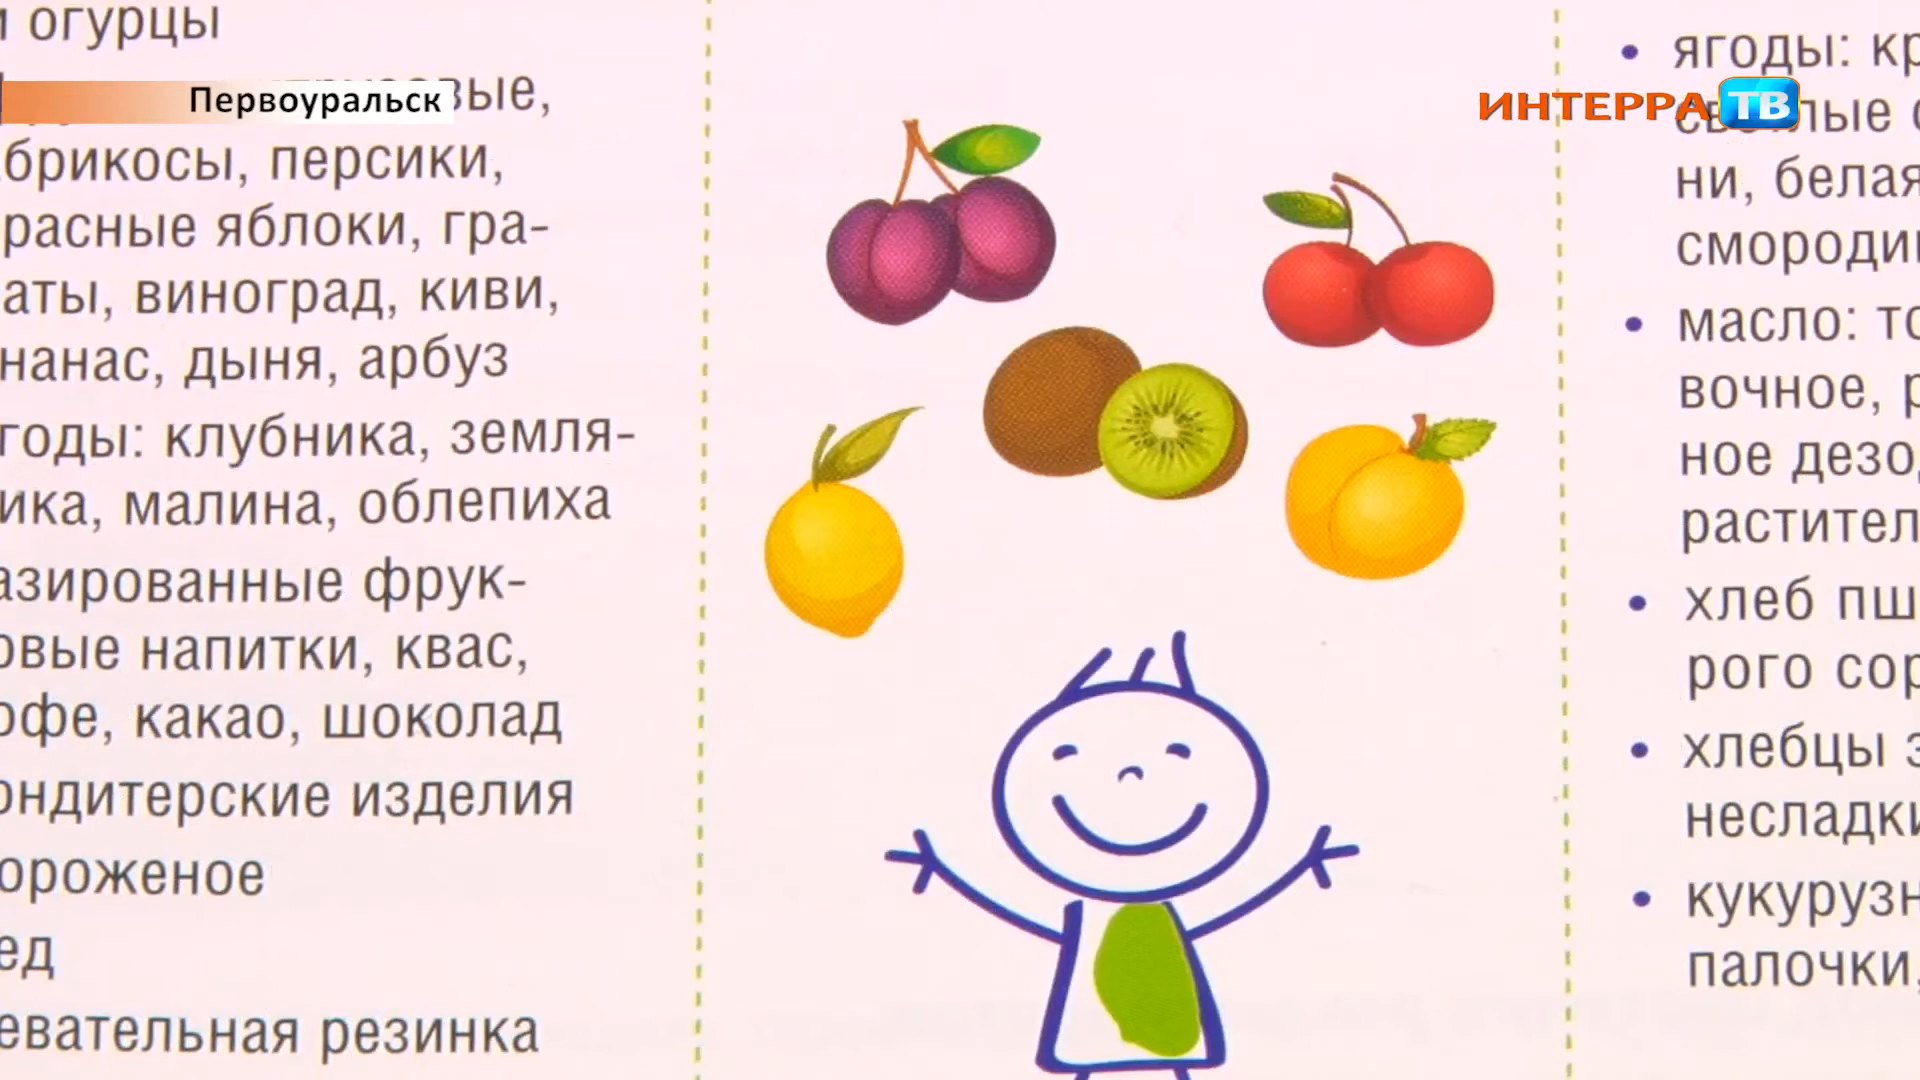 и огурцы
Первоуральск
вые,
брикосы, персики,
расные яблоки, гра-
аты, виноград, киви,
нанас, дыня, арбуз
годы: клубника, земля-
ика, малина, облепиха
азированные фрук-
овые напитки, квас,
офе, какао, шоколад
ондитерские изделия
ороженое
ед
евательная резинка
ИНТЕРРА ТВ
• ягоды: кр
лые
ни, белая
смороди
• масло: то
вочное, р
ное дезо
растител
• хлеб пш
рого сор
• хлебцы з
несладки
• кукурузн
палочки,